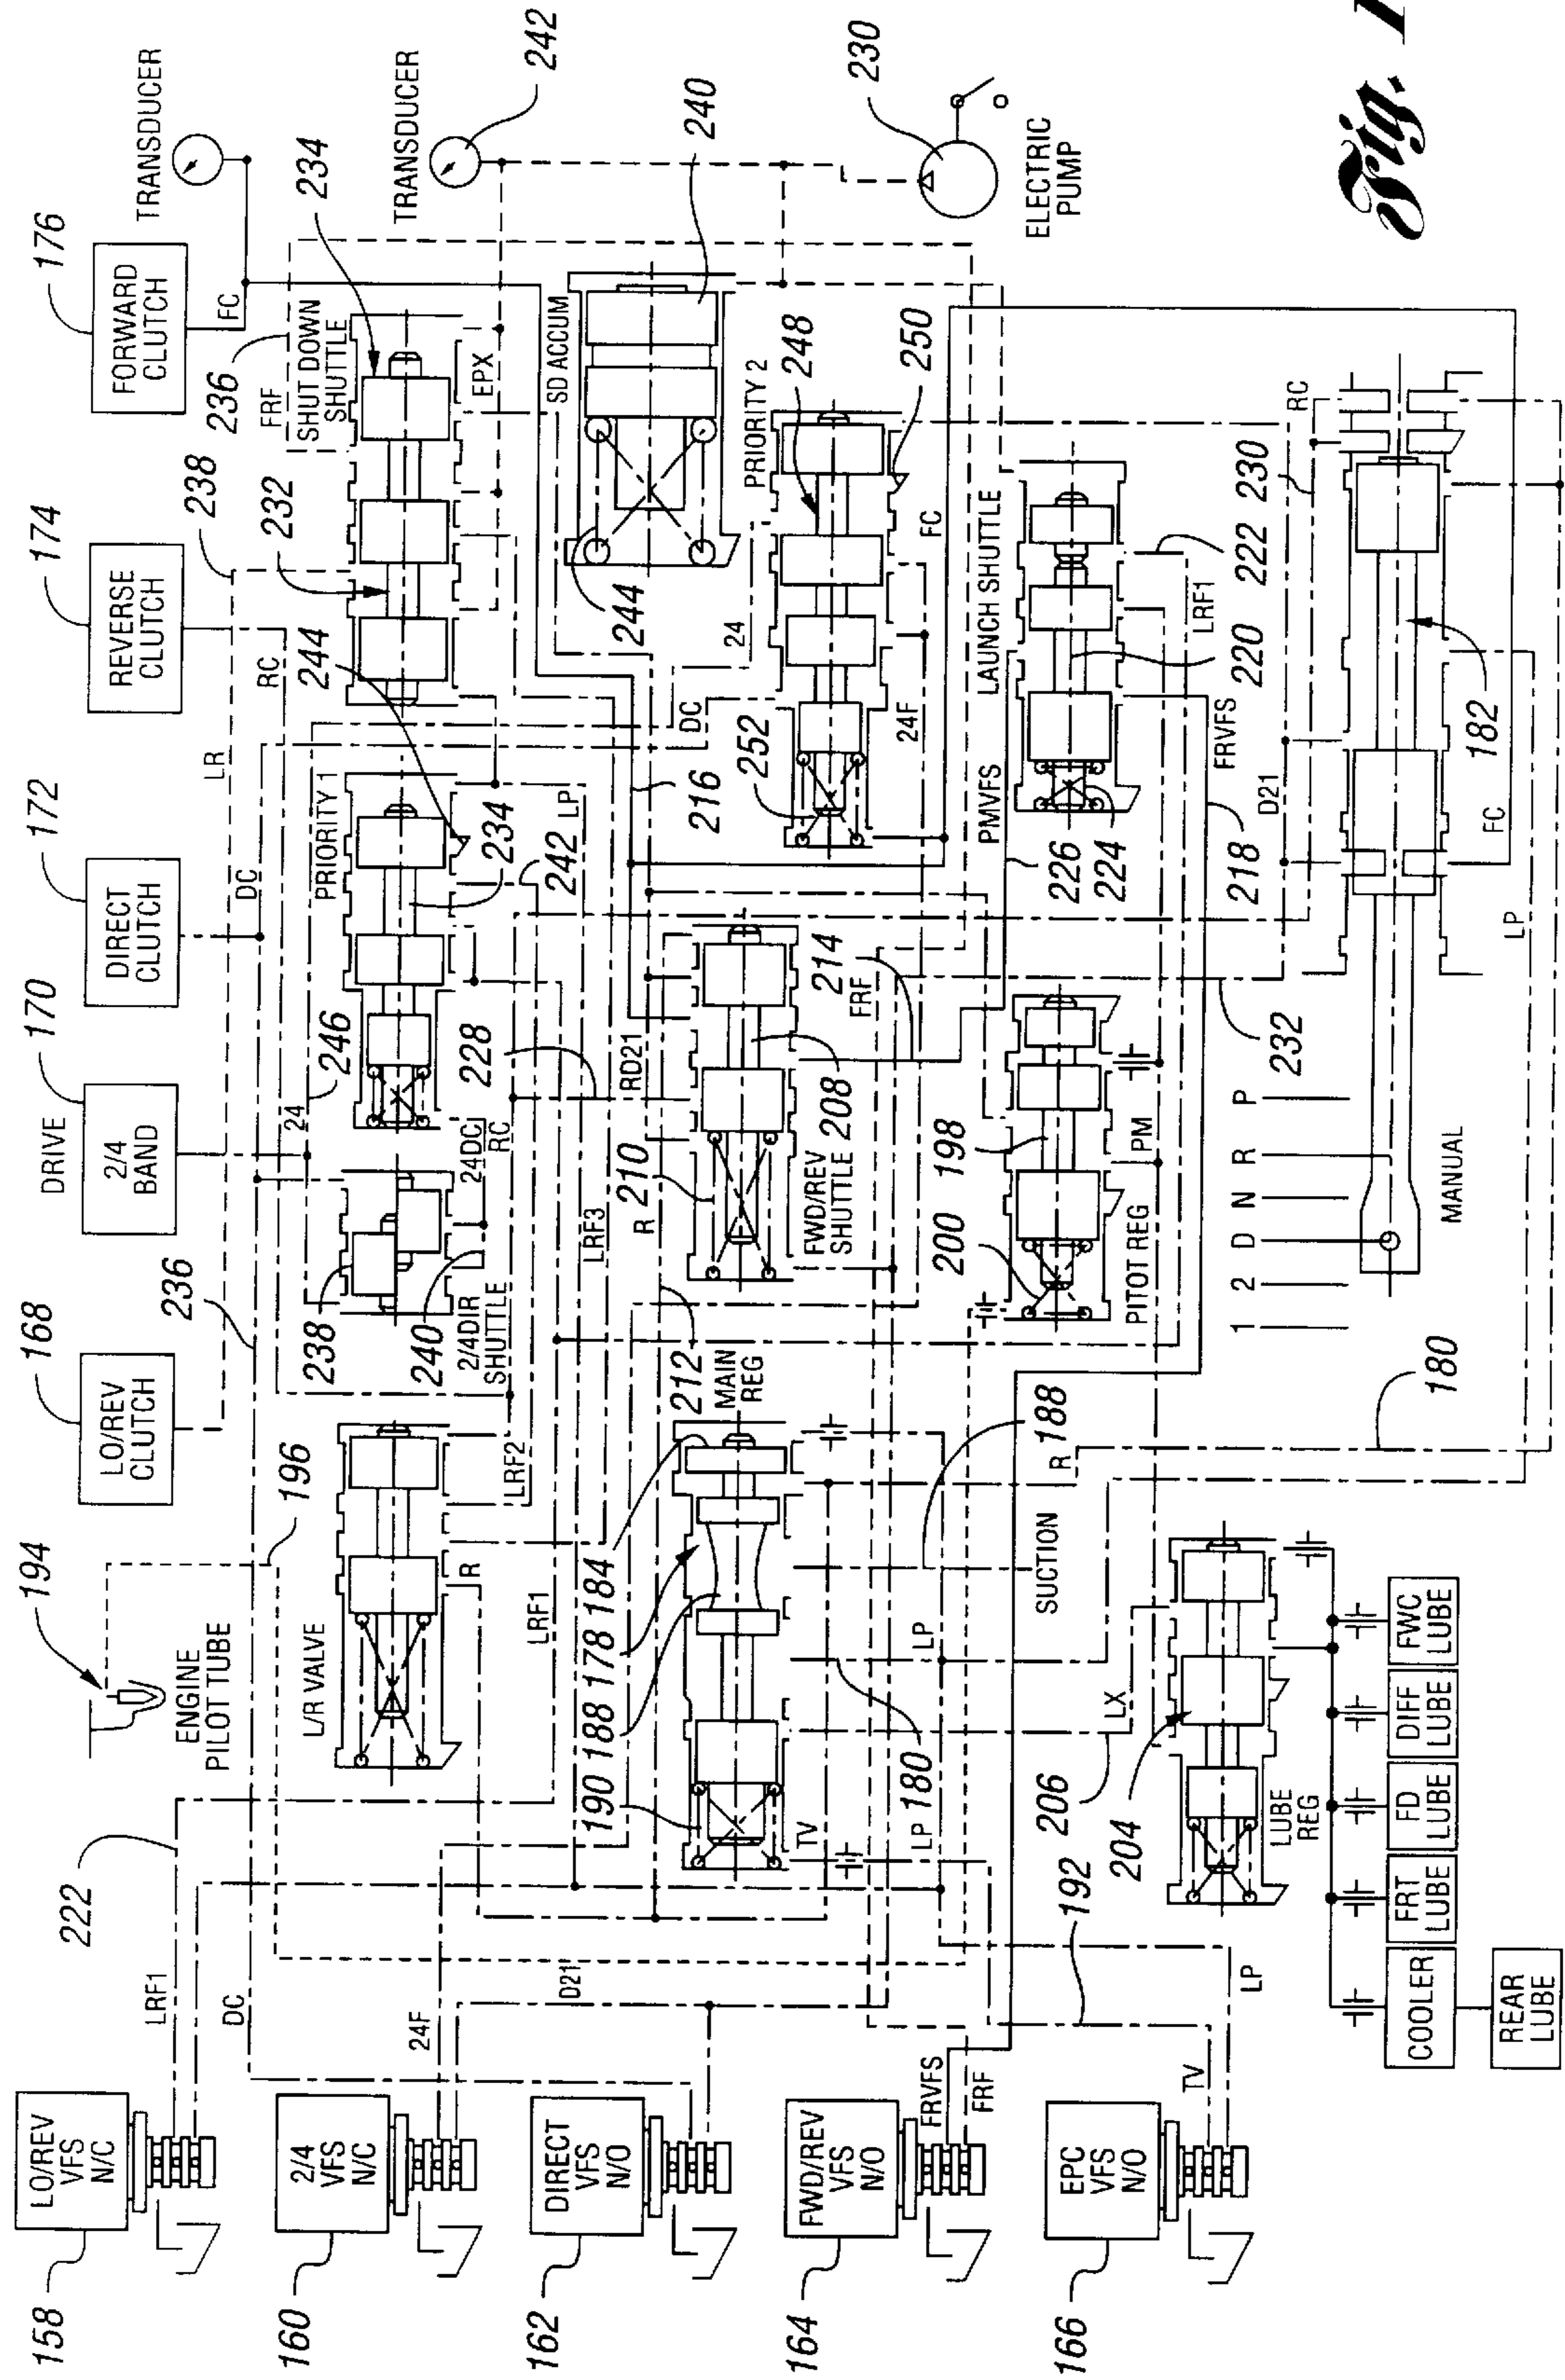 TRANSDUCER
TRANSDUCER
242
176
FORWARD
CLUTCH
FC
236
FRF
SHUT DOWN
SHUTTLE
234
EPX
SD ACCUM
240
230
ELECTRIC
PUMP
Fig.
174
REVERSE
CLUTCH
238
232
RC
244
244
PRIORITY 2
248
250
FC
24
LAUNCH SHUTTLE
RC
230
222
LRF1
220
172
DIRECT
CLUTCH
LR
DC
PRIORITY 1
234
242
LP
DC
216
252
24F
PMVFS
226
224
FRVFS
218
D21
182
FC
LP
170
DRIVE
2/4
BAND
24
246
228
RD21
214
FRF
232
236
238
240
24DC
RC
2/4DIR
SHUTTLE
LRF3
210
R
208
FWD/REV
SHUTTLE
198
PM
200
PITOT REG
1 2 D N R P
MANUAL
168
LO/REV
CLUTCH
196
LRF2
212
MAIN
REG
188
R
180
194
ENGINE
PILOT TUBE
L/R VALVE
R
LRF1
184
178
188
190
SUCTION
LP
180
LX
206
204
LUBE
REG
FWC
LUBE
DIFF
LUBE
FD
LUBE
FRT
LUBE
COOLER
REAR
LUBE
222
LRF1
DC
24F
D21
TV
LP
192
LP
158
LO/REV
VFS
N/C
160
2/4
VFS
N/C
162
DIRECT
VFS
N/O
164
FWD/REV
VFS
N/O
FRVFS
FRF
166
EPC
VFS
N/O
TV